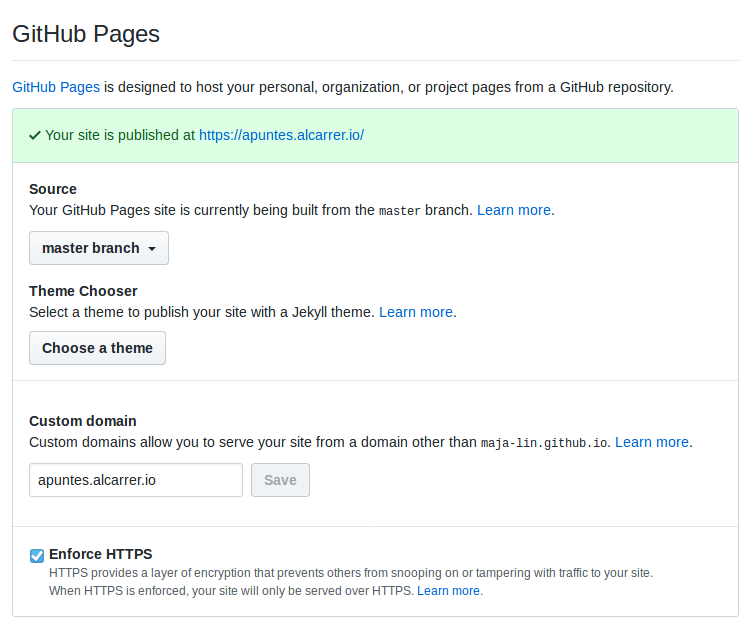 GitHub Pages
GitHub Pages is designed to host your personal, organization, or project pages from a GitHub repository.
Your site is published at https://apuntes.alcarrer.io/
Source
Your GitHub Pages site is currently being built from the master branch. Learn more.
master branch
Theme Chooser
Select a theme to publish your site with a Jekyll theme. Learn more.
Choose a theme
Custom domain
Custom domains allow you to serve your site from a domain other than maja-lin.github.io. Learn more.
apuntes.alcarrer.io Save
Enforce HTTPS
HTTPS provides a layer of encryption that prevents others from snooping on or tampering with traffic to your site.
When HTTPS is enforced, your site will only be served over HTTPS. Learn more.